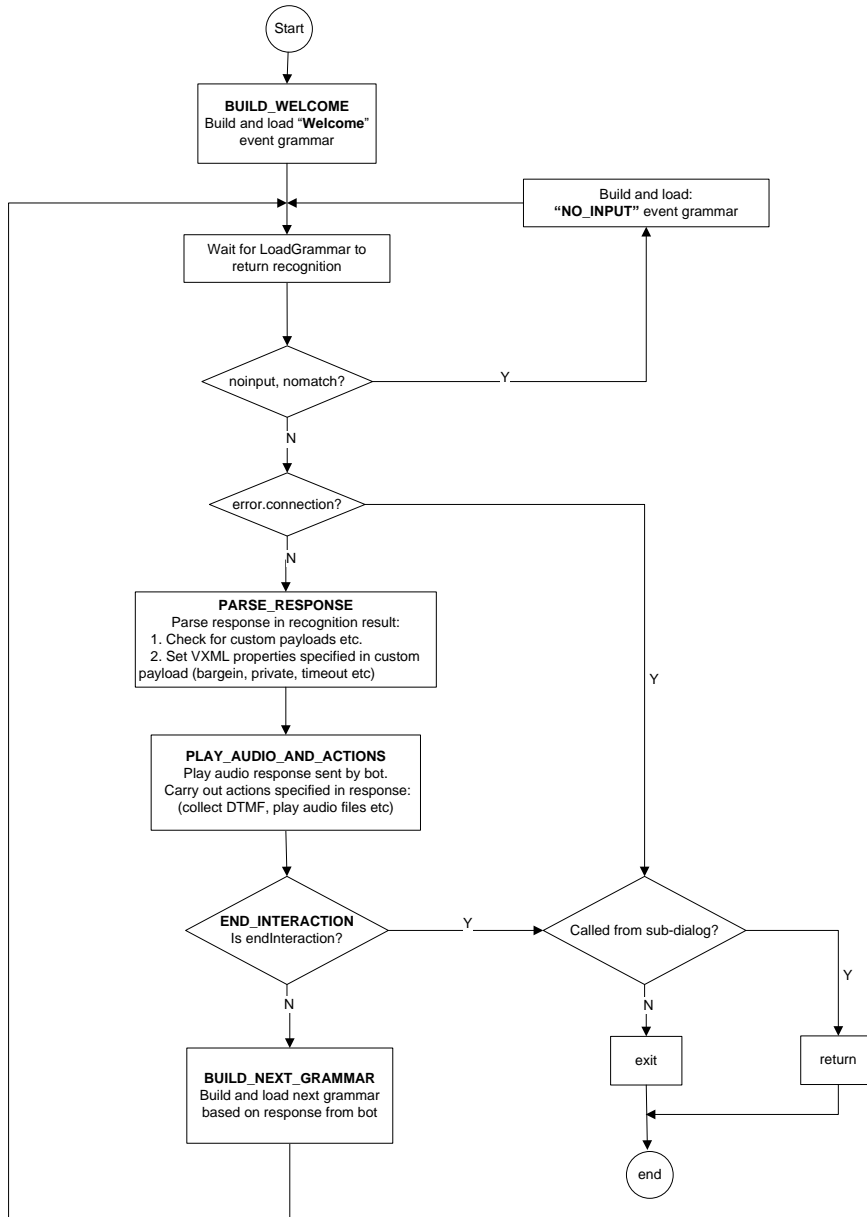 Start
BUILD_WELCOME
Build and load “Welcome”
event grammar
Build and load:
“NO_INPUT” event grammar
Wait for LoadGrammar to
return recognition
noinput, nomatch?
Y
N
error.connection?
N
PARSE_RESPONSE
Parse response in recognition result:
1. Check for custom payloads etc.
2. Set VXML properties specified in custom
payload (bargein, private, timeout etc)
Y
PLAY_AUDIO_AND_ACTIONS
Play audio response sent by bot.
Carry out actions specified in response:
(collect DTMF, play audio files etc)
END_INTERACTION
Is endInteraction?
Y
Called from sub-dialog?
Y
N
N
BUILD_NEXT_GRAMMAR
Build and load next grammar
based on response from bot
exit
return
end